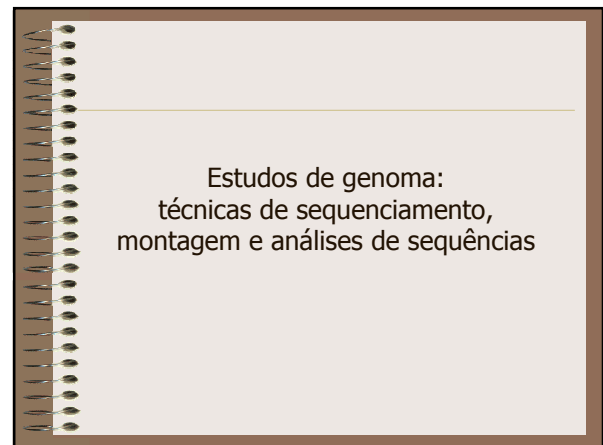 Estudos de genoma:
técnicas de sequenciamento,
montagem e análises de sequências